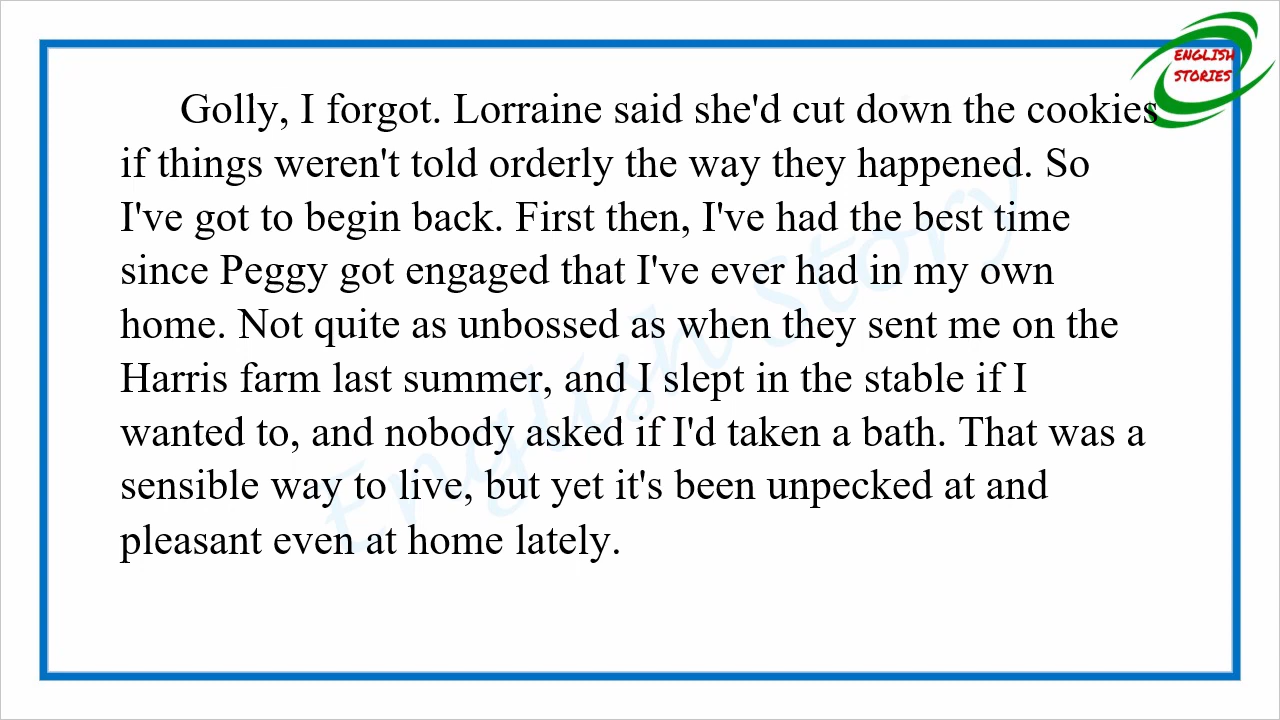 ENGLISH
STORIES
Golly, I forgot. Lorraine said she'd cut down the cookies
if things weren't told orderly the way they happened. So
I've got to begin back. First then, I've had the best time
since Peggy got engaged that I've ever had in my own
home. Not quite as unbossed as when they sent me on the
Harris farm last summer, and I slept in the stable if I
wanted to, and nobody asked if I'd taken a bath. That was a
sensible way to live, but yet it's been unpecked at and
pleasant even at home lately.
English Story